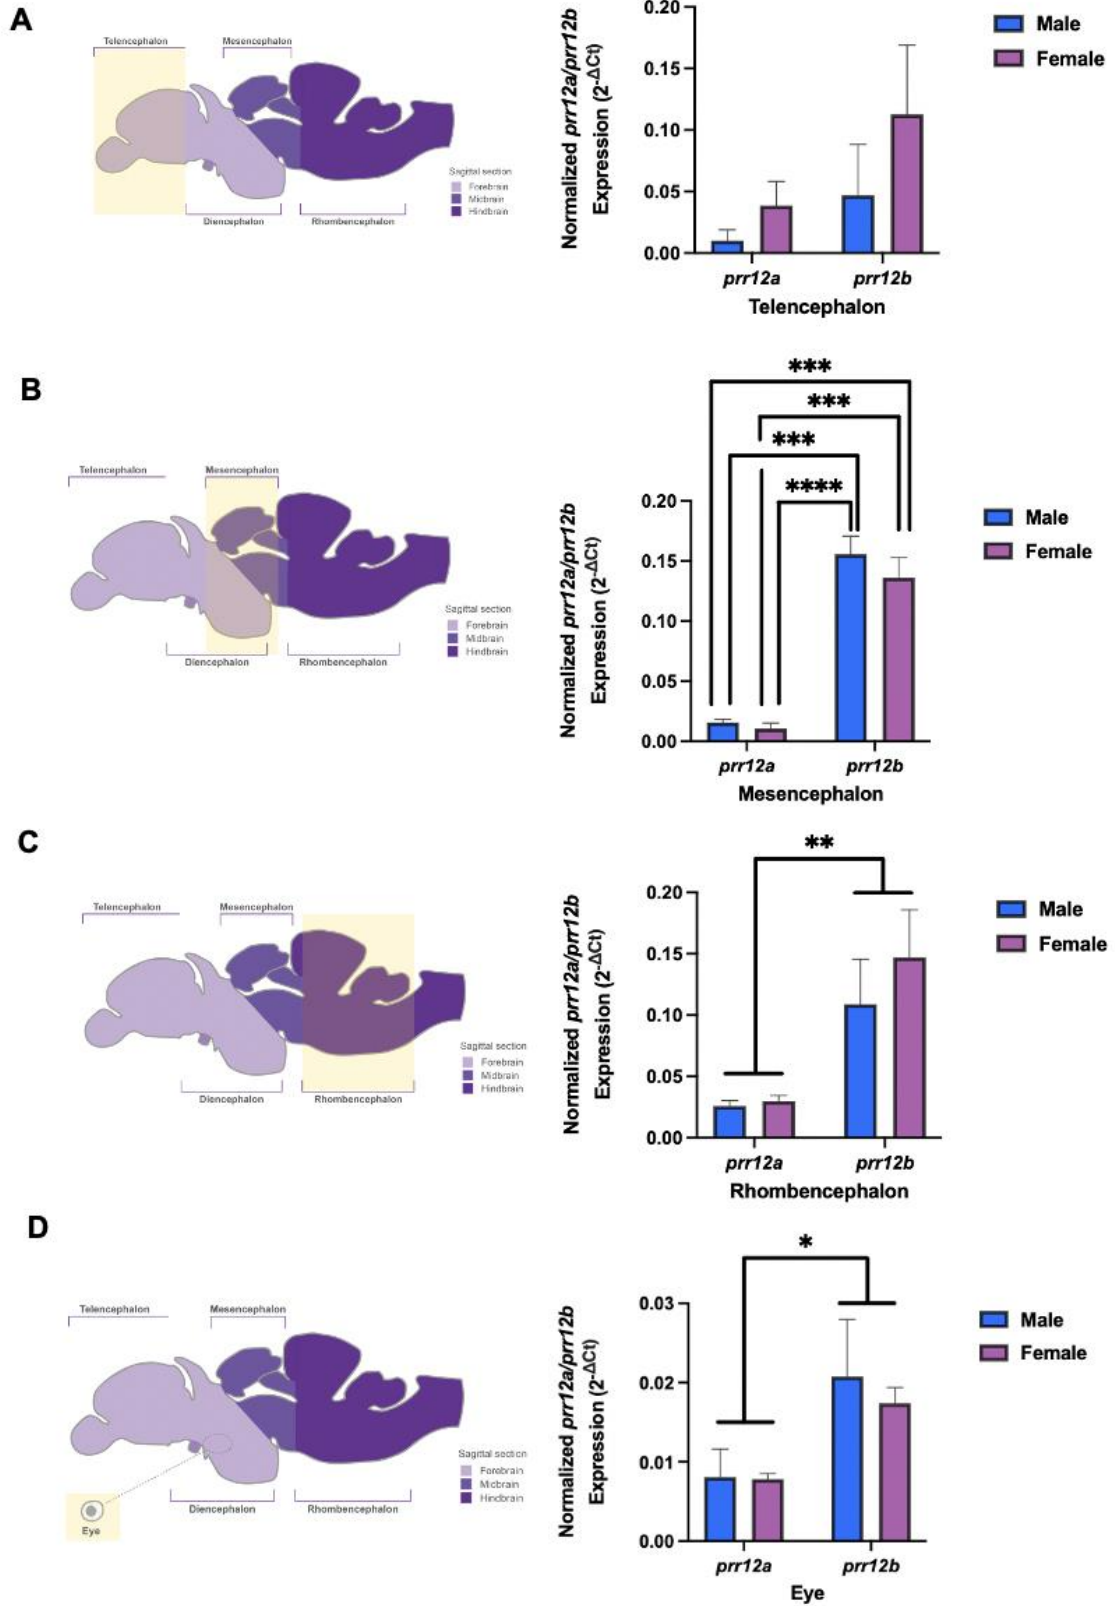 A
Telencephalon
Mesencephalon
Sagittal section
Forebrain
Midbrain
Hindbrain
Diencephalon
Rhombencephalon
Normalized prr12a/prr12b
Expression (2-ΔCt)
0.20
0.15
0.10
0.05
0.00
prr12a
prr12b
Telencephalon
Male
Female
B
Telencephalon
Mesencephalon
Sagittal section
Forebrain
Midbrain
Hindbrain
Diencephalon
Rhombencephalon
Normalized prr12a/prr12b
Expression (2-ΔCt)
***
***
***
****
0.20
0.15
0.10
0.05
0.00
prr12a
prr12b
Mesencephalon
Male
Female
C
Telencephalon
Mesencephalon
Sagittal section
Forebrain
Midbrain
Hindbrain
Diencephalon
Rhombencephalon
Normalized prr12a/prr12b
Expression (2-ΔCt)
**
0.20
0.15
0.10
0.05
0.00
prr12a
prr12b
Rhombencephalon
Male
Female
D
Telencephalon
Mesencephalon
Sagittal section
Forebrain
Midbrain
Hindbrain
Diencephalon
Rhombencephalon
Eye
Normalized prr12a/prr12b
Expression (2-ΔCt)
*
0.03
0.02
0.01
0.00
prr12a
prr12b
Eye
Male
Female